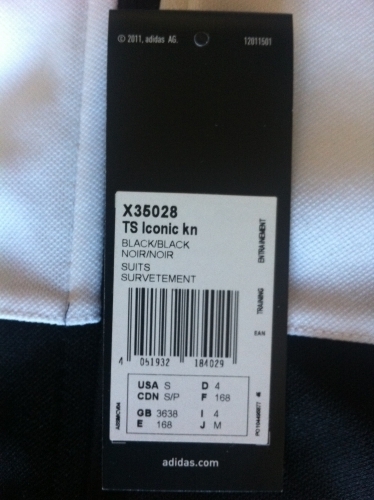 © 2011, adidas AG.
12011501
X35028
TS Iconic kn
BLACK/BLACK
NOIR/NOIR
SUITS
SURVETEMENT
TRAINING
ENTRAINEMENT
EAN
4 051932 184029
USA S D 4
CDN S/P F 168
GB 3638 I 4
E 168 J M
adidas.com